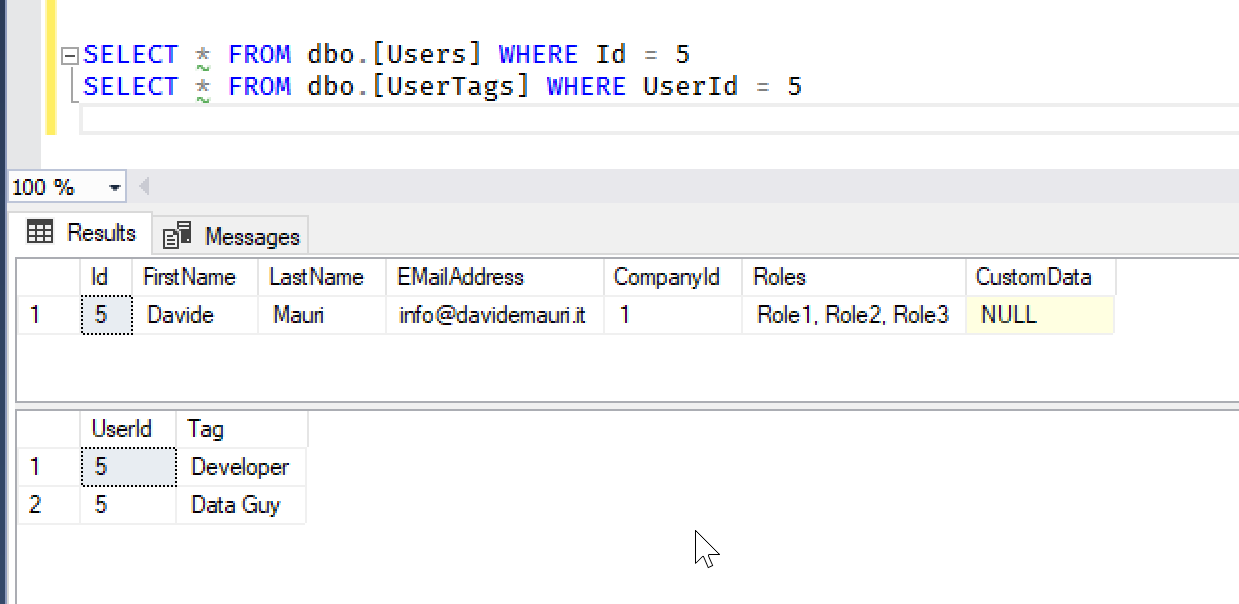 SELECT * FROM dbo.[Users] WHERE Id = 5
SELECT * FROM dbo.[UserTags] WHERE UserId = 5
100 %
Results Messages
Id FirstName LastName EMailAddress CompanyId Roles CustomData
1 5 Davide Mauri info@davidemauri.it 1 Role1, Role2, Role3 NULL
UserId Tag
1 5 Developer
2 5 Data Guy